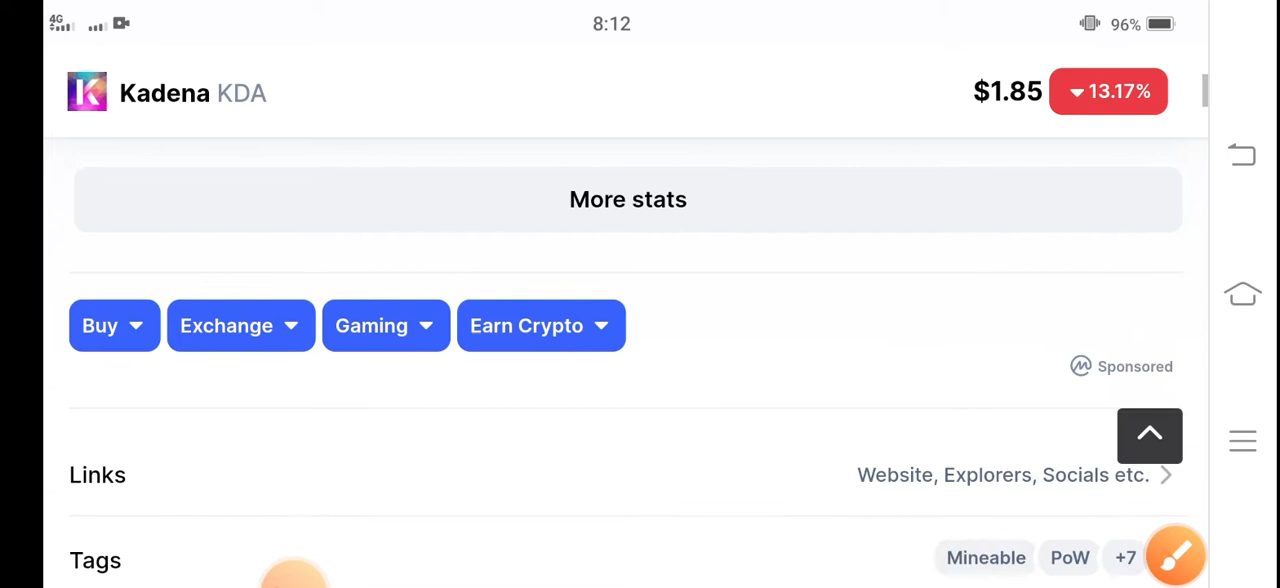 4G 8:12 96%
K Kadena KDA $1.85 13.17%
More stats
Buy Exchange Gaming Earn Crypto
Sponsored
Links Website, Explorers, Socials etc.
Tags Mineable PoW +7